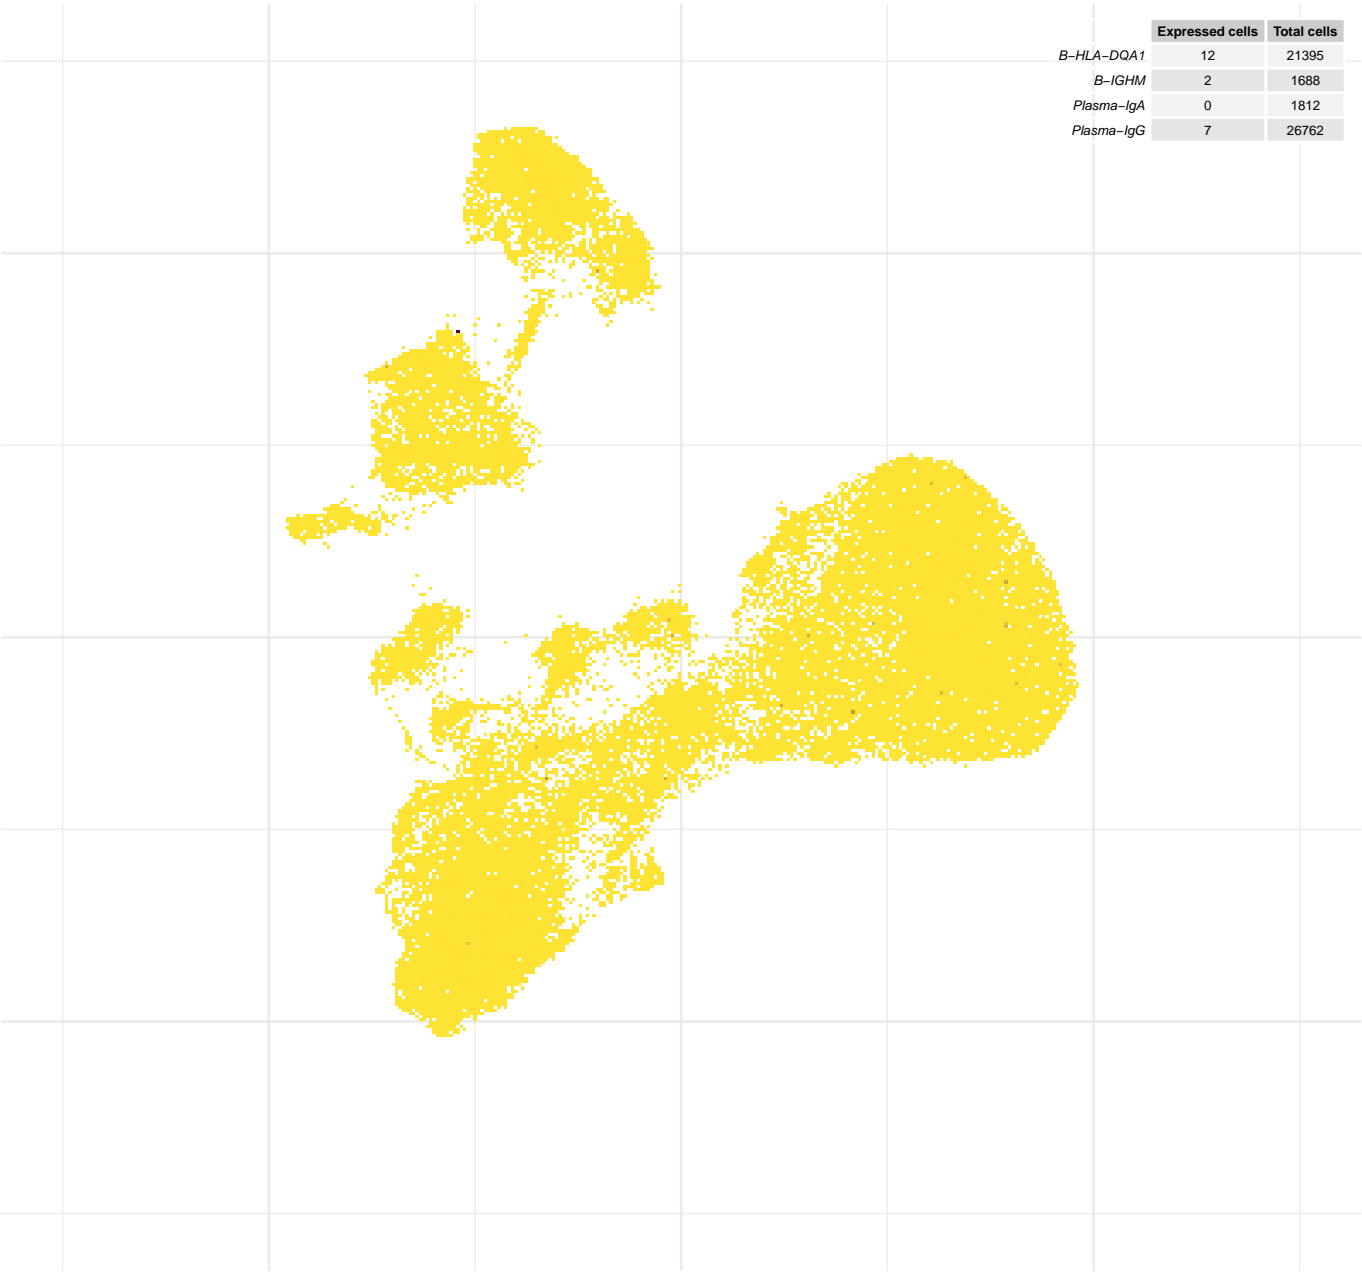 Expressed cells Total cells
B−HLA−DQA1 12 21395
B−IGHM 2 1688
Plasma−IgA 0 1812
Plasma−IgG 7 26762